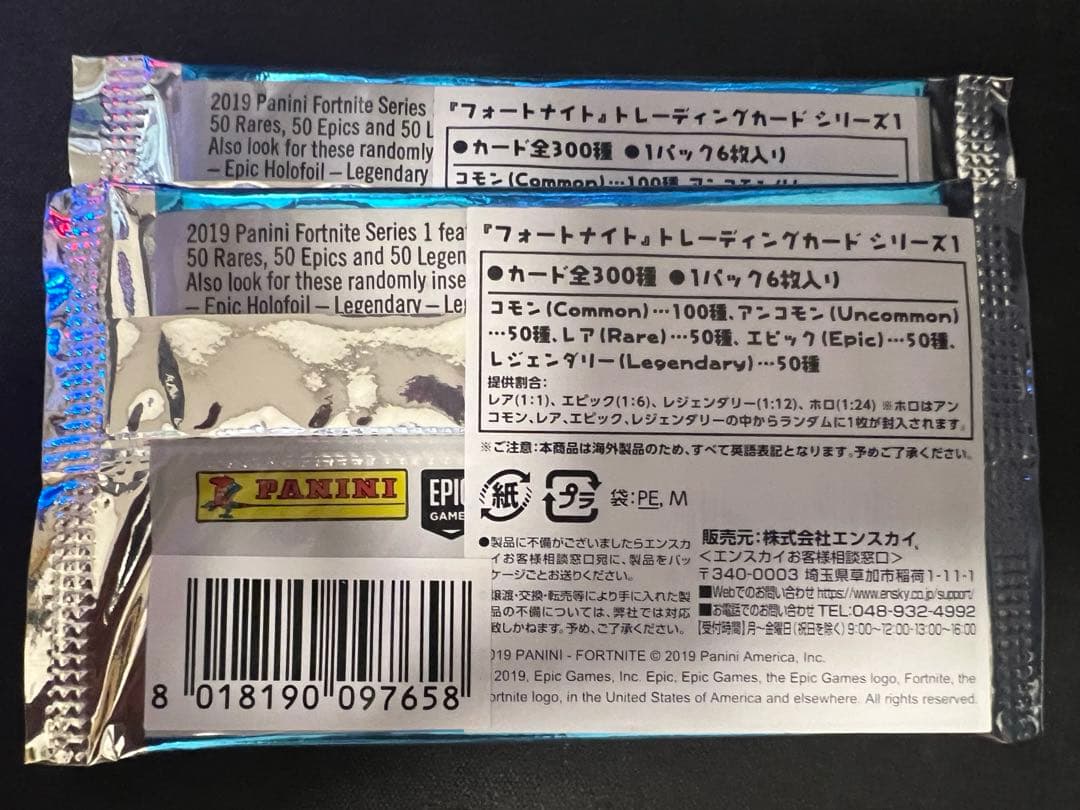 2019 Panini Fortnite Series
50 Rares, 50 Epics and 50 L
Also look for these randomly
– Epic Holofoil – Legendary
『フォートナイト』トレーディングカード シリーズ1
●カード全300種 ●1パック6枚入り
コモン(Common)…100種、アンコモン(Un
2019 Panini Fortnite Series 1 fea
50 Rares, 50 Epics and 50 Legen
Also look for these randomly inse
– Epic Holofoil – Legendary – Le
『フォートナイト』トレーディングカード シリーズ1
●カード全300種 ●1パック6枚入り
コモン(Common)…100種、アンコモン(Uncommon)
…50種、レア(Rare)…50種、エピック(Epic)…50種、
レジェンダリー(Legendary)…50種
提供割合:
レア(1:1)、エピック(1:6)、レジェンダリー(1:12)、ホロ(1:24) ※ホロはアン
コモン、レア、エピック、レジェンダリーの中からランダムに1枚が封入されます。
※ご注意:本商品は海外製品のため、すべて英語表記となります。予めご了承ください。
PANINI
EPIC
GAME
紙 プラ 袋:PE, M
●製品に不備がございましたらエンスカ
イお客様相談窓口宛に、製品をパッ
ケージごとお送りください。
譲渡・交換・転売等により手に入れた製
品の不備については、弊社では対応
致しかねます。予め、ご了承ください。
販売元:株式会社エンスカイ
<エンスカイお客様相談窓口>
〒340-0003 埼玉県草加市稲荷1-11-1
■Webでのお問い合わせ https://www.ensky.co.jp/support/
■お電話でのお問い合わせ TEL:048-932-4992
【受付時間】月~金曜日(祝日を除く) 9:00~12:00・13:00~16:00
019 PANINI - FORTNITE © 2019 Panini America, Inc.
2019, Epic Games, Inc. Epic, Epic Games, the Epic Games logo, Fortnite, the
ortnite logo, in the United States of America and elsewhere. All rights reserved.
8 018190 097658